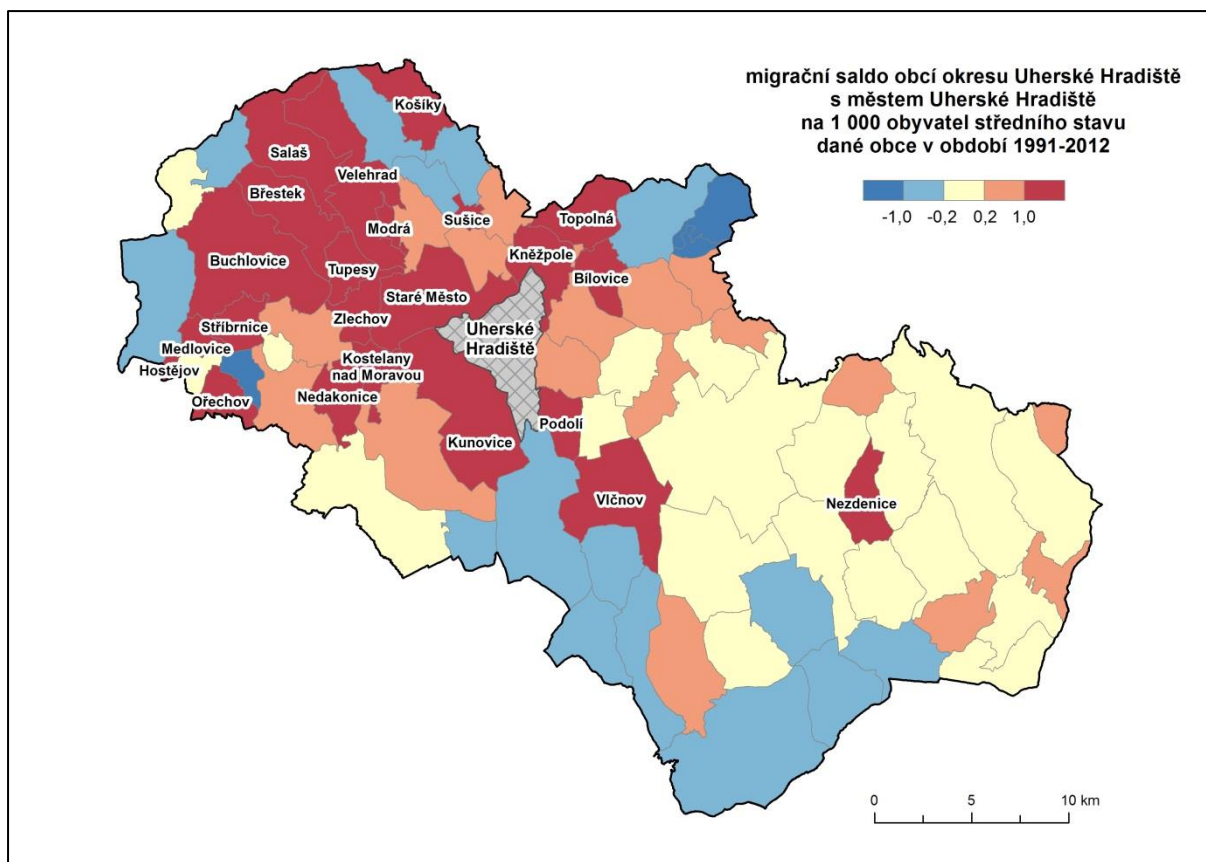 migrační saldo obcí okresu Uherské Hradiště
s městem Uherské Hradiště
na 1 000 obyvatel středního stavu
dané obce v období 1991-2012
-1,0 -0,2 0,2 1,0
Košíky
Salaš
Velehrad
Břestek
Modrá
Sušice
Topolná
Kněžpole
Buchlovice
Tupesy
Bílovice
Staré Město
Zlechov
Stříbrnice
Uherské
Hradiště
Medlovice
Hostějov
Kostelany
nad Moravou
Ořechov
Nedakonice
Podolí
Kunovice
Vlčnov
Nezdenice
0 5 10 km